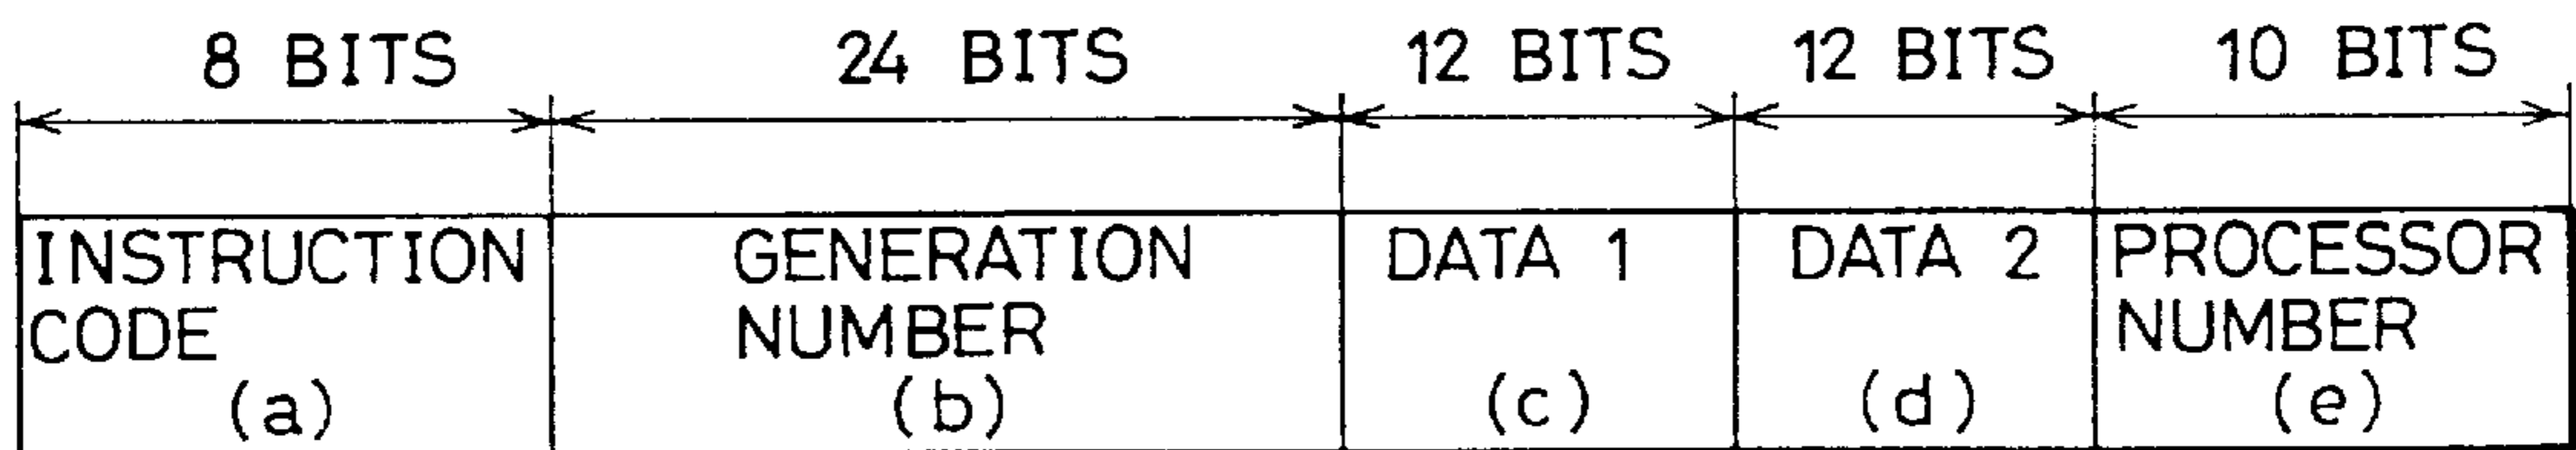 8 BITS 24 BITS 12 BITS 12 BITS 10 BITS
INSTRUCTION GENERATION DATA 1 DATA 2 PROCESSOR
CODE NUMBER NUMBER
(a) (b) (c) (d) (e)